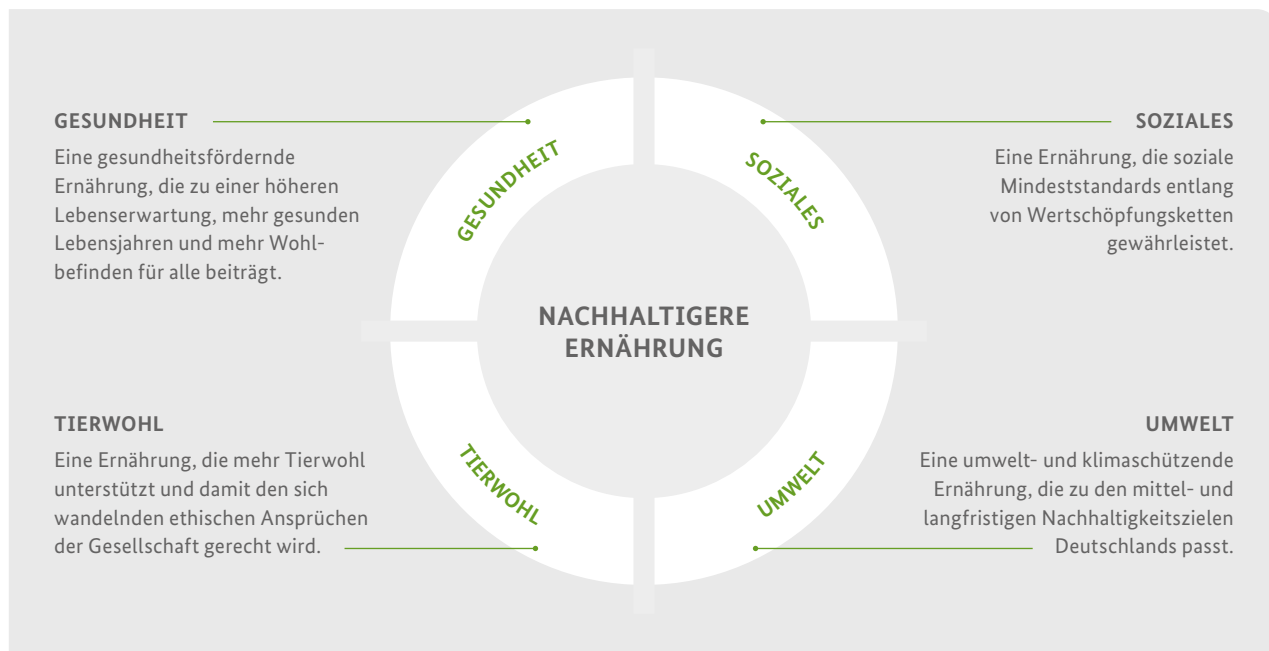 GESUNDHEIT
Eine gesundheitsfördernde
Ernährung, die zu einer höheren
Lebenserwartung, mehr gesunden
Lebensjahren und mehr Wohl-
befinden für alle beiträgt.
GESUNDHEIT
SOZIALES
SOZIALES
Eine Ernährung, die soziale
Mindeststandards entlang
von Wertschöpfungsketten
gewährleistet.
NACHHALTIGERE
ERNÄHRUNG
TIERWOHL
Eine Ernährung, die mehr Tierwohl
unterstützt und damit den sich
wandelnden ethischen Ansprüchen
der Gesellschaft gerecht wird.
TIERWOHL
UMWELT
UMWELT
Eine umwelt- und klimaschützende
Ernährung, die zu den mittel- und
langfristigen Nachhaltigkeitszielen
Deutschlands passt.